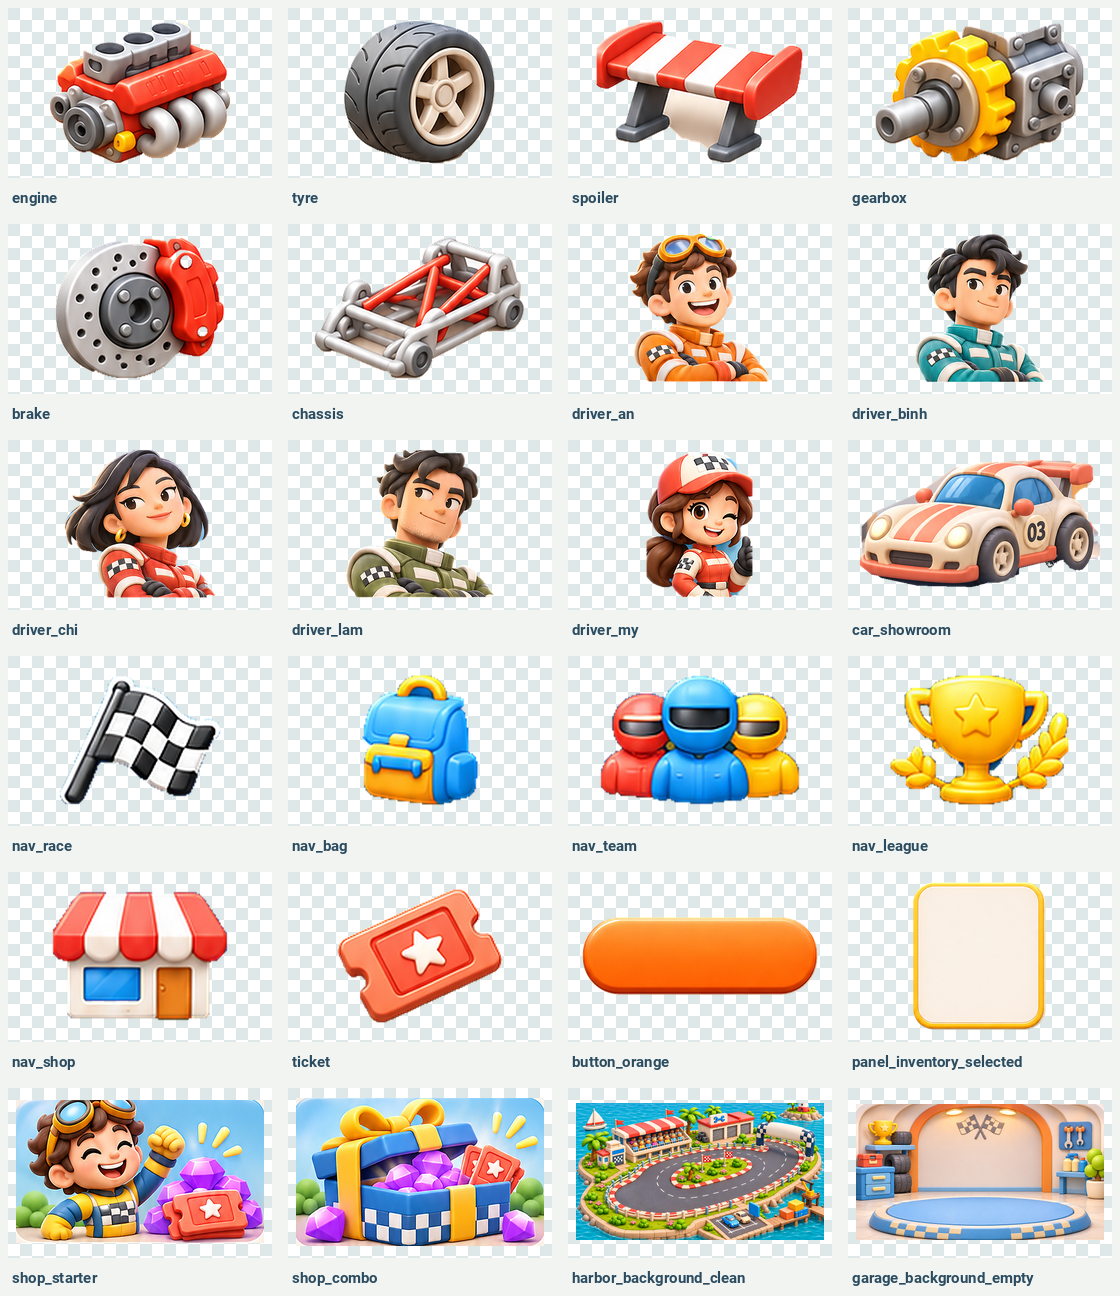 engine
tyre
spoiler
gearbox
brake
chassis
driver_an
driver_binh
03
driver_chi
driver_lam
driver_my
car_showroom
nav_race
nav_bag
nav_team
nav_league
nav_shop
ticket
button_orange
panel_inventory_selected
shop_starter
shop_combo
harbor_background_clean
garage_background_empty